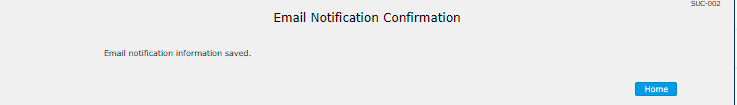 SUC-002
Email Notification Confirmation
Email notification information saved.
Home